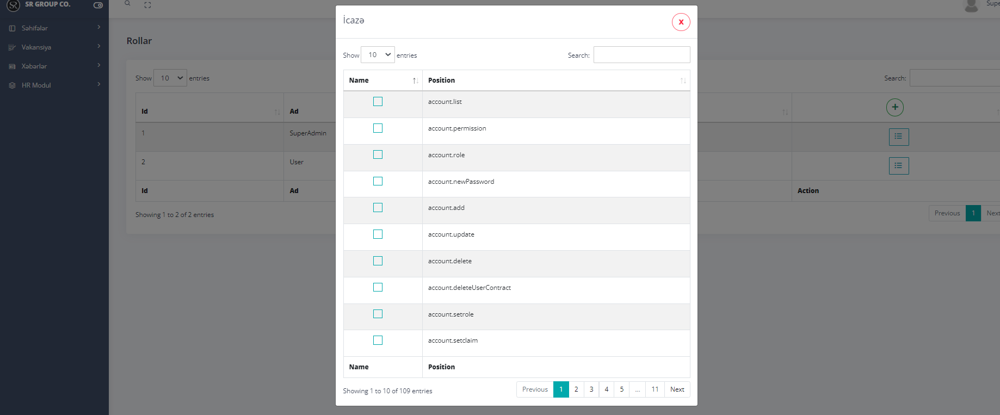 SR GROUP CO.
Səhifələr
Vakansiya
Xəbərlər
HR Modul
Rollar
Show 10 entries
Search:
Id Ad
1 SuperAdmin
2 User
Id Ad Action
Showing 1 to 2 of 2 entries
Previous 1 Next
İcazə
X
Show 10 entries
Search:
Name Position
account.list
account.permission
account.role
account.newPassword
account.add
account.update
account.delete
account.deleteUserContract
account.setrole
account.setclaim
Name Position
Showing 1 to 10 of 109 entries
Previous 1 2 3 4 5 ... 11 Next